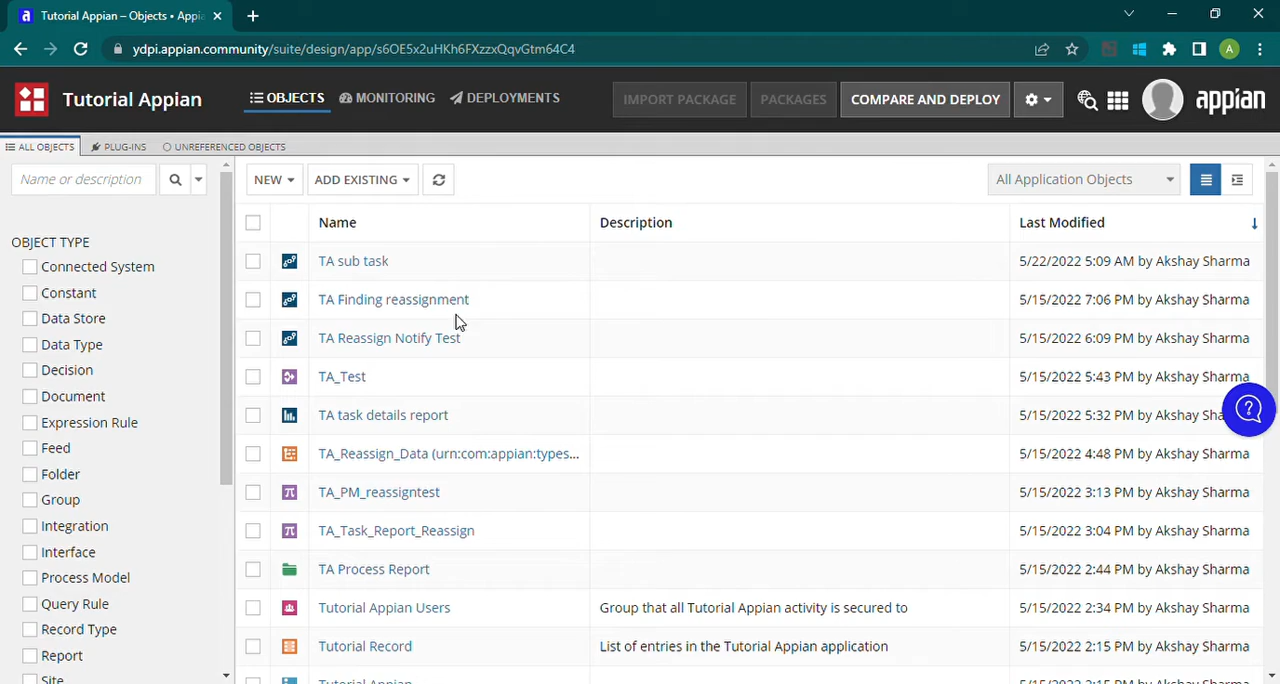 Tutorial Appian – Objects • Appi
ydpi.appian.community/suite/design/app/s6OE5x2uHKh6FXzzxQqvGtm64C4
A
Tutorial Appian
OBJECTS
MONITORING
DEPLOYMENTS
IMPORT PACKAGE
PACKAGES
COMPARE AND DEPLOY
appian
ALL OBJECTS
PLUG-INS
UNREFERENCED OBJECTS
Name or description
NEW
ADD EXISTING
All Application Objects
OBJECT TYPE
Connected System
Constant
Data Store
Data Type
Decision
Document
Expression Rule
Feed
Folder
Group
Integration
Interface
Process Model
Query Rule
Record Type
Report
Site
Name Description Last Modified
TA sub task 5/22/2022 5:09 AM by Akshay Sharma
TA Finding reassignment 5/15/2022 7:06 PM by Akshay Sharma
TA Reassign Notify Test 5/15/2022 6:09 PM by Akshay Sharma
TA_Test 5/15/2022 5:43 PM by Akshay Sharma
TA task details report 5/15/2022 5:32 PM by Akshay Sha
TA_Reassign_Data (urn:com:appian:types... 5/15/2022 4:48 PM by Akshay Sharma
TA_PM_reassigntest 5/15/2022 3:13 PM by Akshay Sharma
TA_Task_Report_Reassign 5/15/2022 3:04 PM by Akshay Sharma
TA Process Report 5/15/2022 2:44 PM by Akshay Sharma
Tutorial Appian Users Group that all Tutorial Appian activity is secured to 5/15/2022 2:34 PM by Akshay Sharma
Tutorial Record List of entries in the Tutorial Appian application 5/15/2022 2:15 PM by Akshay Sharma
Tutorial Appian 5/15/2022 2:15 PM by Akshay Sharma